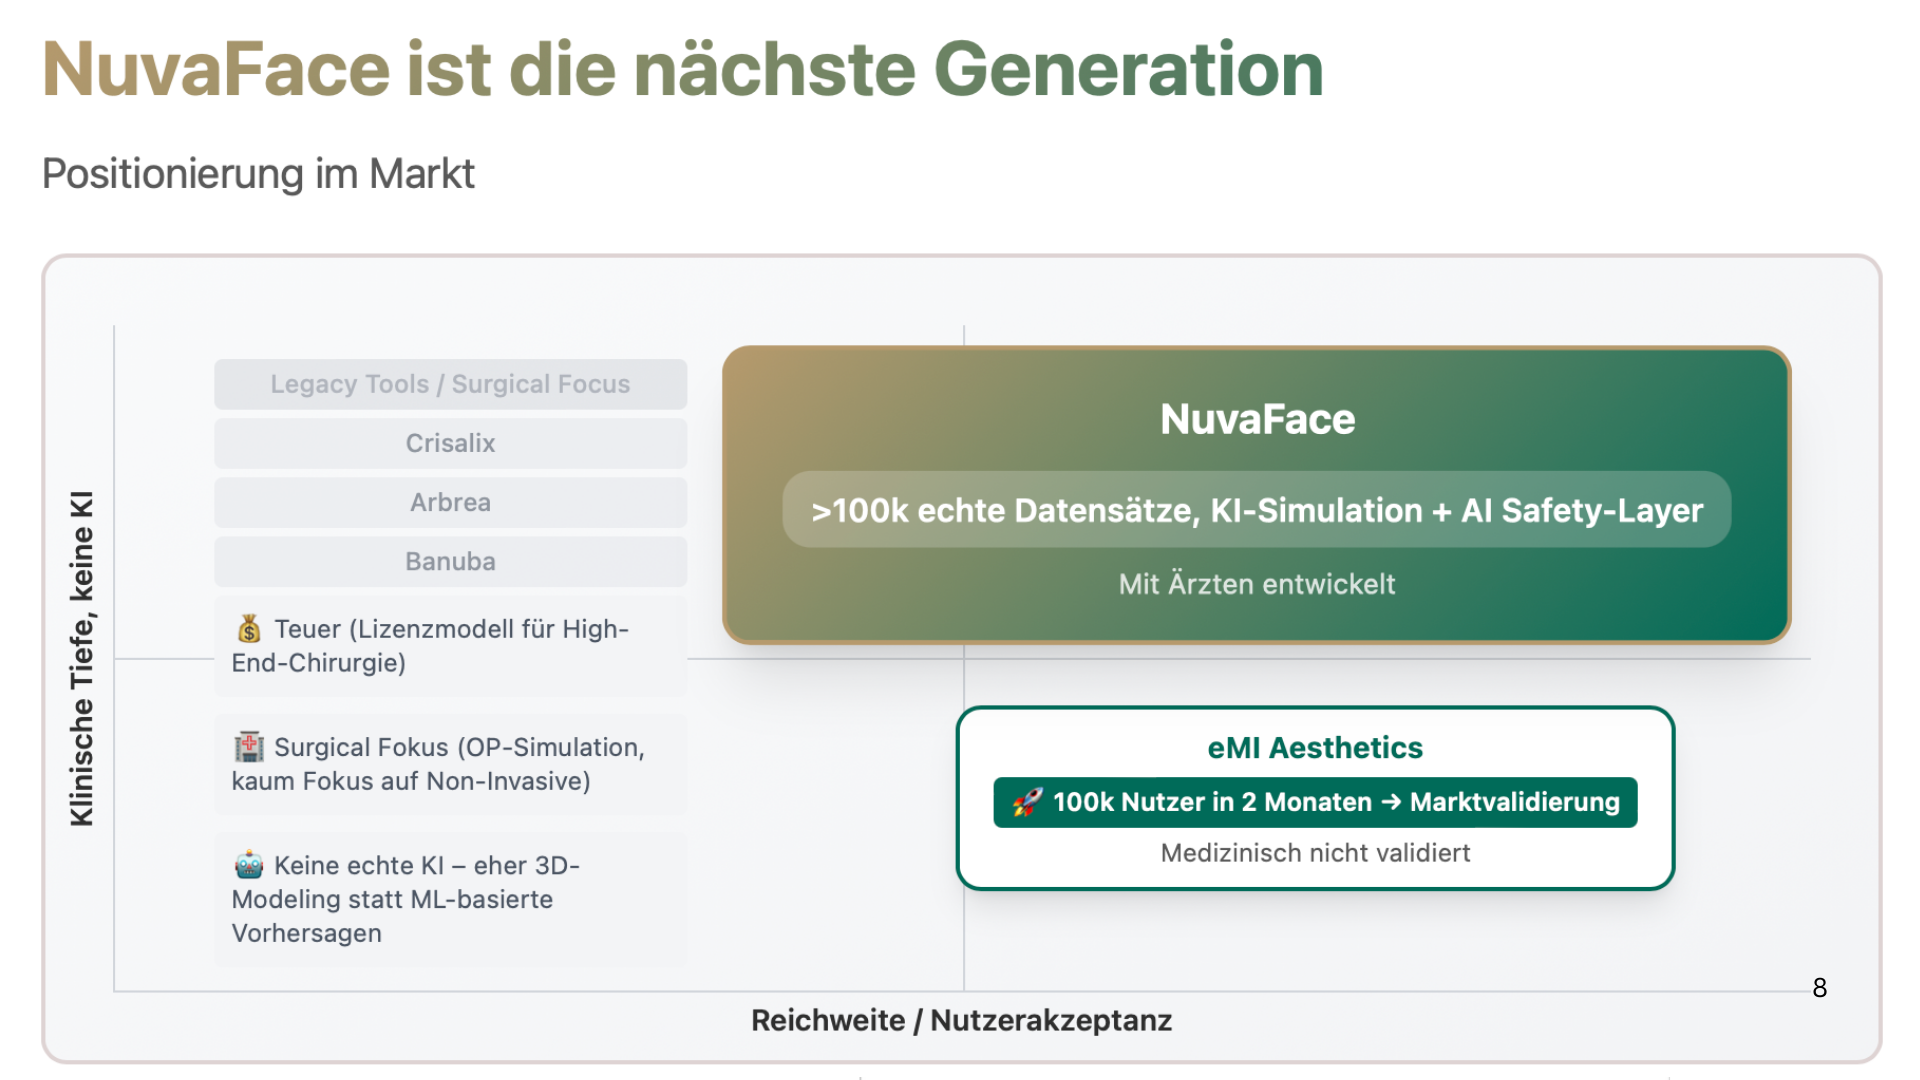 NuvaFace ist die nächste Generation
Positionierung im Markt
Klinische Tiefe, keine KI
Legacy Tools / Surgical Focus
Crisalix
Arbrea
Banuba
💰 Teuer (Lizenzmodell für High-
End-Chirurgie)
🏥 Surgical Fokus (OP-Simulation,
kaum Fokus auf Non-Invasive)
🤖 Keine echte KI – eher 3D-
Modeling statt ML-basierte
Vorhersagen
NuvaFace
>100k echte Datensätze, KI-Simulation + AI Safety-Layer
Mit Ärzten entwickelt
eMI Aesthetics
🚀 100k Nutzer in 2 Monaten → Marktvalidierung
Medizinisch nicht validiert
8
Reichweite / Nutzerakzeptanz